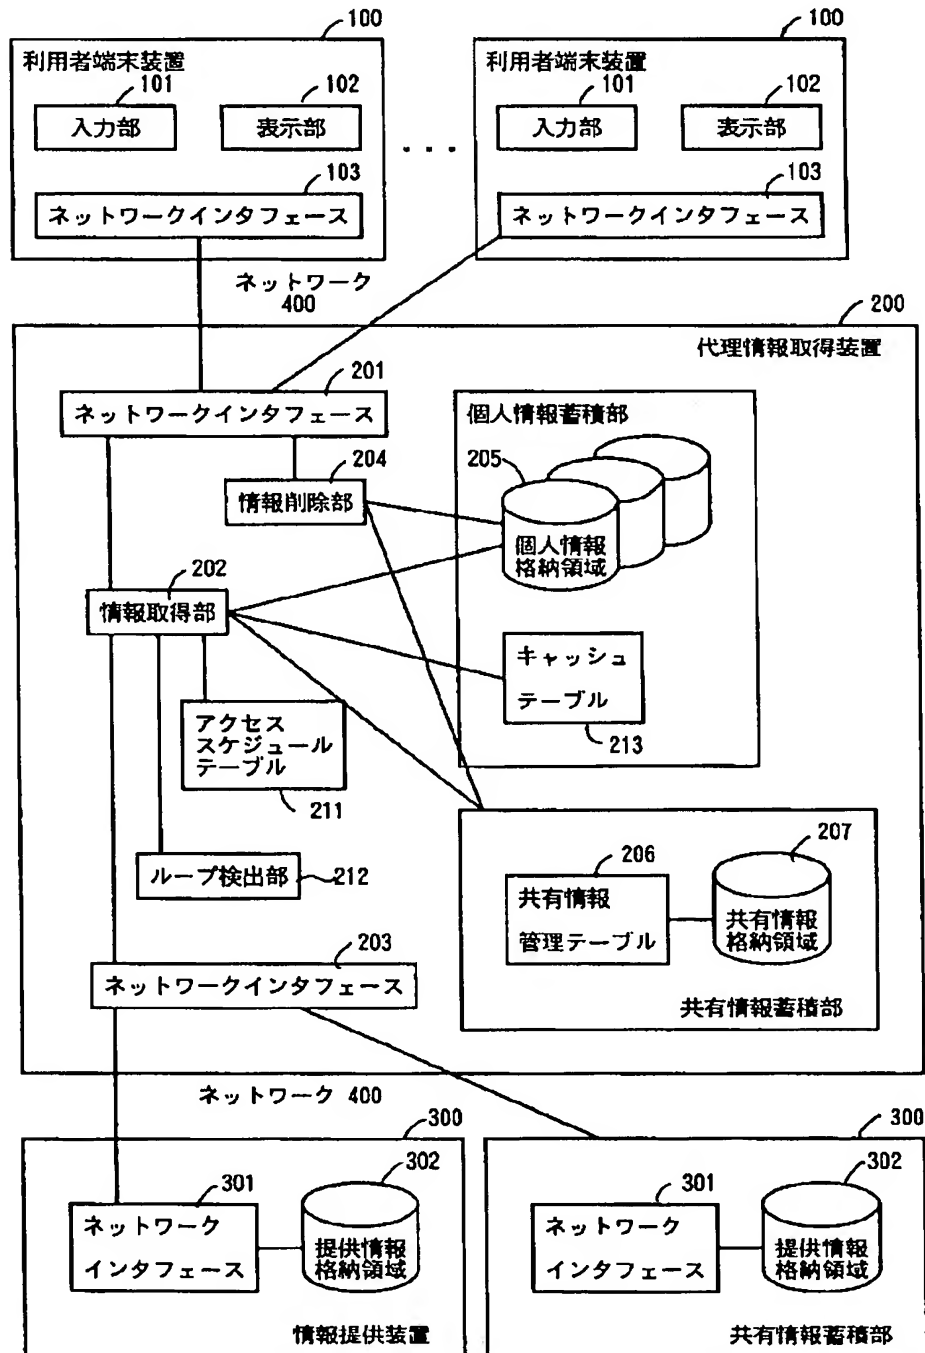 100
100
利用者端末装置
利用者端末装置
101
102
101
102
入力部
表示部
入力部
表示部
・・・
103
103
ネットワークインタフェース
ネットワークインタフェース
ネットワーク
400
200
代理情報取得装置
201
ネットワークインタフェース
個人情報蓄積部
204
205
情報削除部
個人情報
格納領域
202
情報取得部
キャッシュ
テーブル
213
アクセス
スケジュール
テーブル
211
207
206
ループ検出部
212
共有情報
管理テーブル
共有情報
格納領域
203
ネットワークインタフェース
共有情報蓄積部
ネットワーク 400
300
300
302
302
301
301
ネットワーク
インタフェース
提供情報
格納領域
ネットワーク
インタフェース
提供情報
格納領域
情報提供装置
共有情報蓄積部